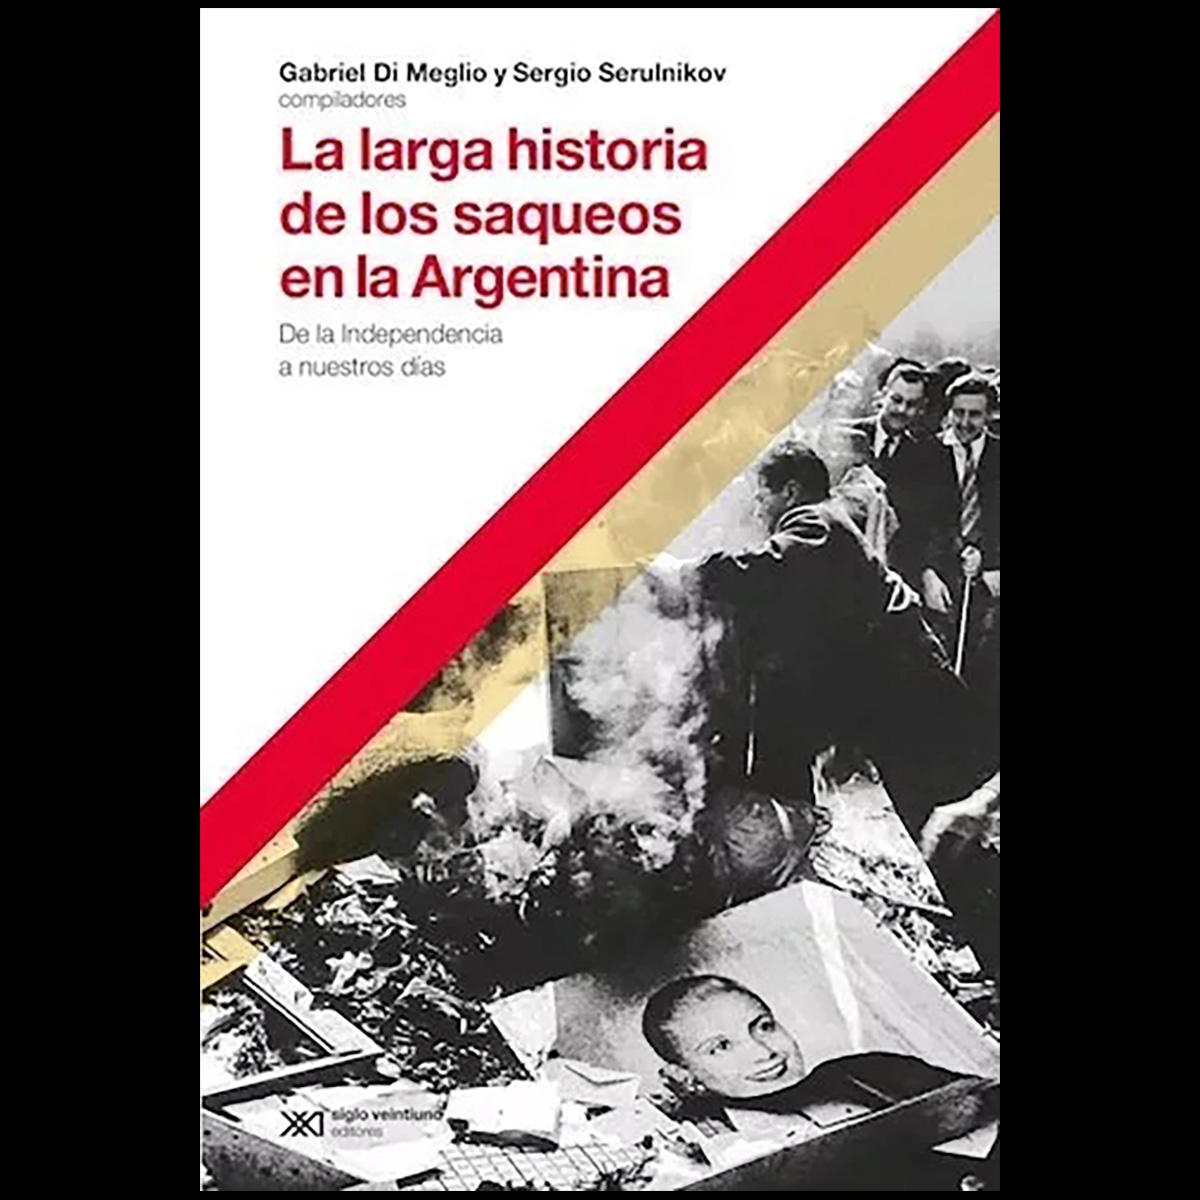 Gabriel Di Meglio y Sergio Serulnikov
compiladores
La larga historia
de los saqueos
en la Argentina
De la Independencia
a nuestros días
siglo veintiuno
editores